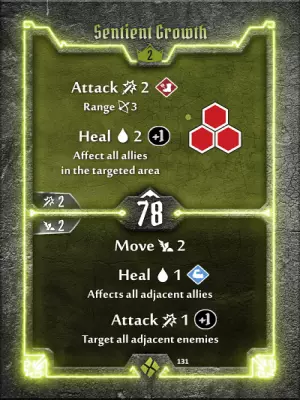 Sentient Growth
2
Attack 2
Range 3
Heal 2 +1
Affect all allies
in the targeted area
2
78
2
Move 2
Heal 1
Affects all adjacent allies
Attack 1 +1
Target all adjacent enemies
131